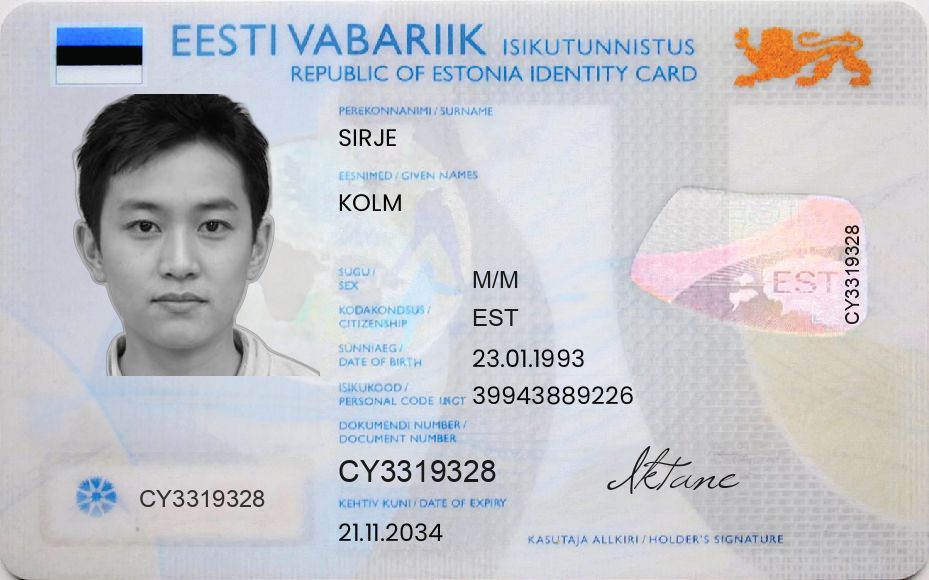 EESTI VABARIIK ISIKUTUNNISTUS
REPUBLIC OF ESTONIA IDENTITY CARD
PEREKONNANIMI / SURNAME
SIRJE
EESNIMED / GIVEN NAMES
KOLM
SUGU /
SEX
M/M
KODAKONDSUS /
CITIZENSHIP
EST
SÜNNIAEG /
DATE OF BIRTH
23.01.1993
ISIKUKOOD /
PERSONAL CODE
39943889226
DOKUMENDI NUMBER /
DOCUMENT NUMBER
CY3319328
KEHTIV KUNI / DATE OF EXPIRY
21.11.2034
CY3319328
EST
CY3319328
KASUTAJA ALLKIRI / HOLDER'S SIGNATURE